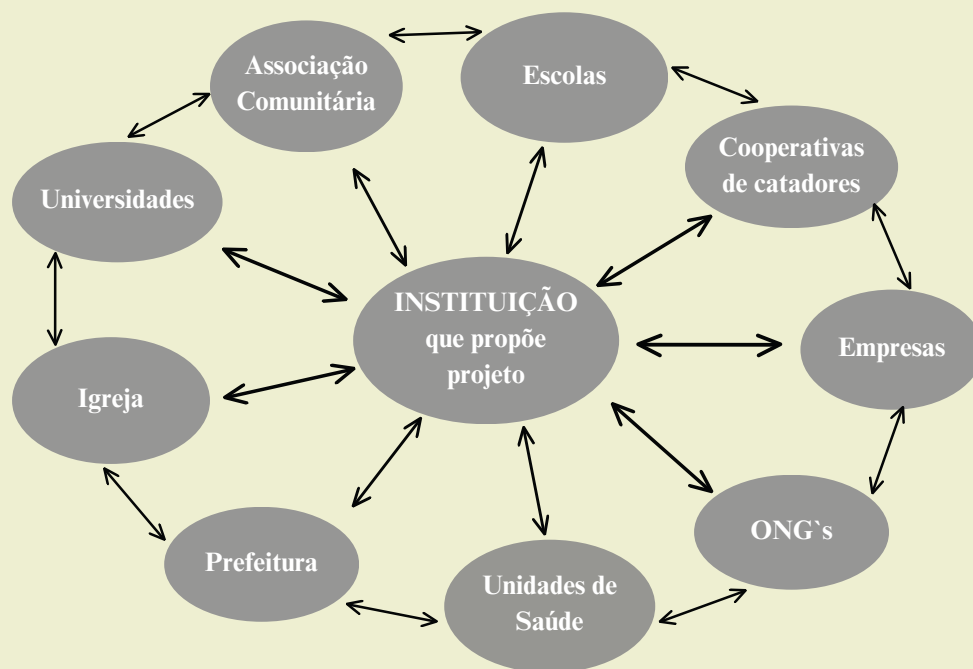 Associação
Comunitária
Escolas
Cooperativas
de catadores
Universidades
INSTITUIÇÃO
que propõe
projeto
Empresas
Igreja
ONG`s
Prefeitura
Unidades de
Saúde